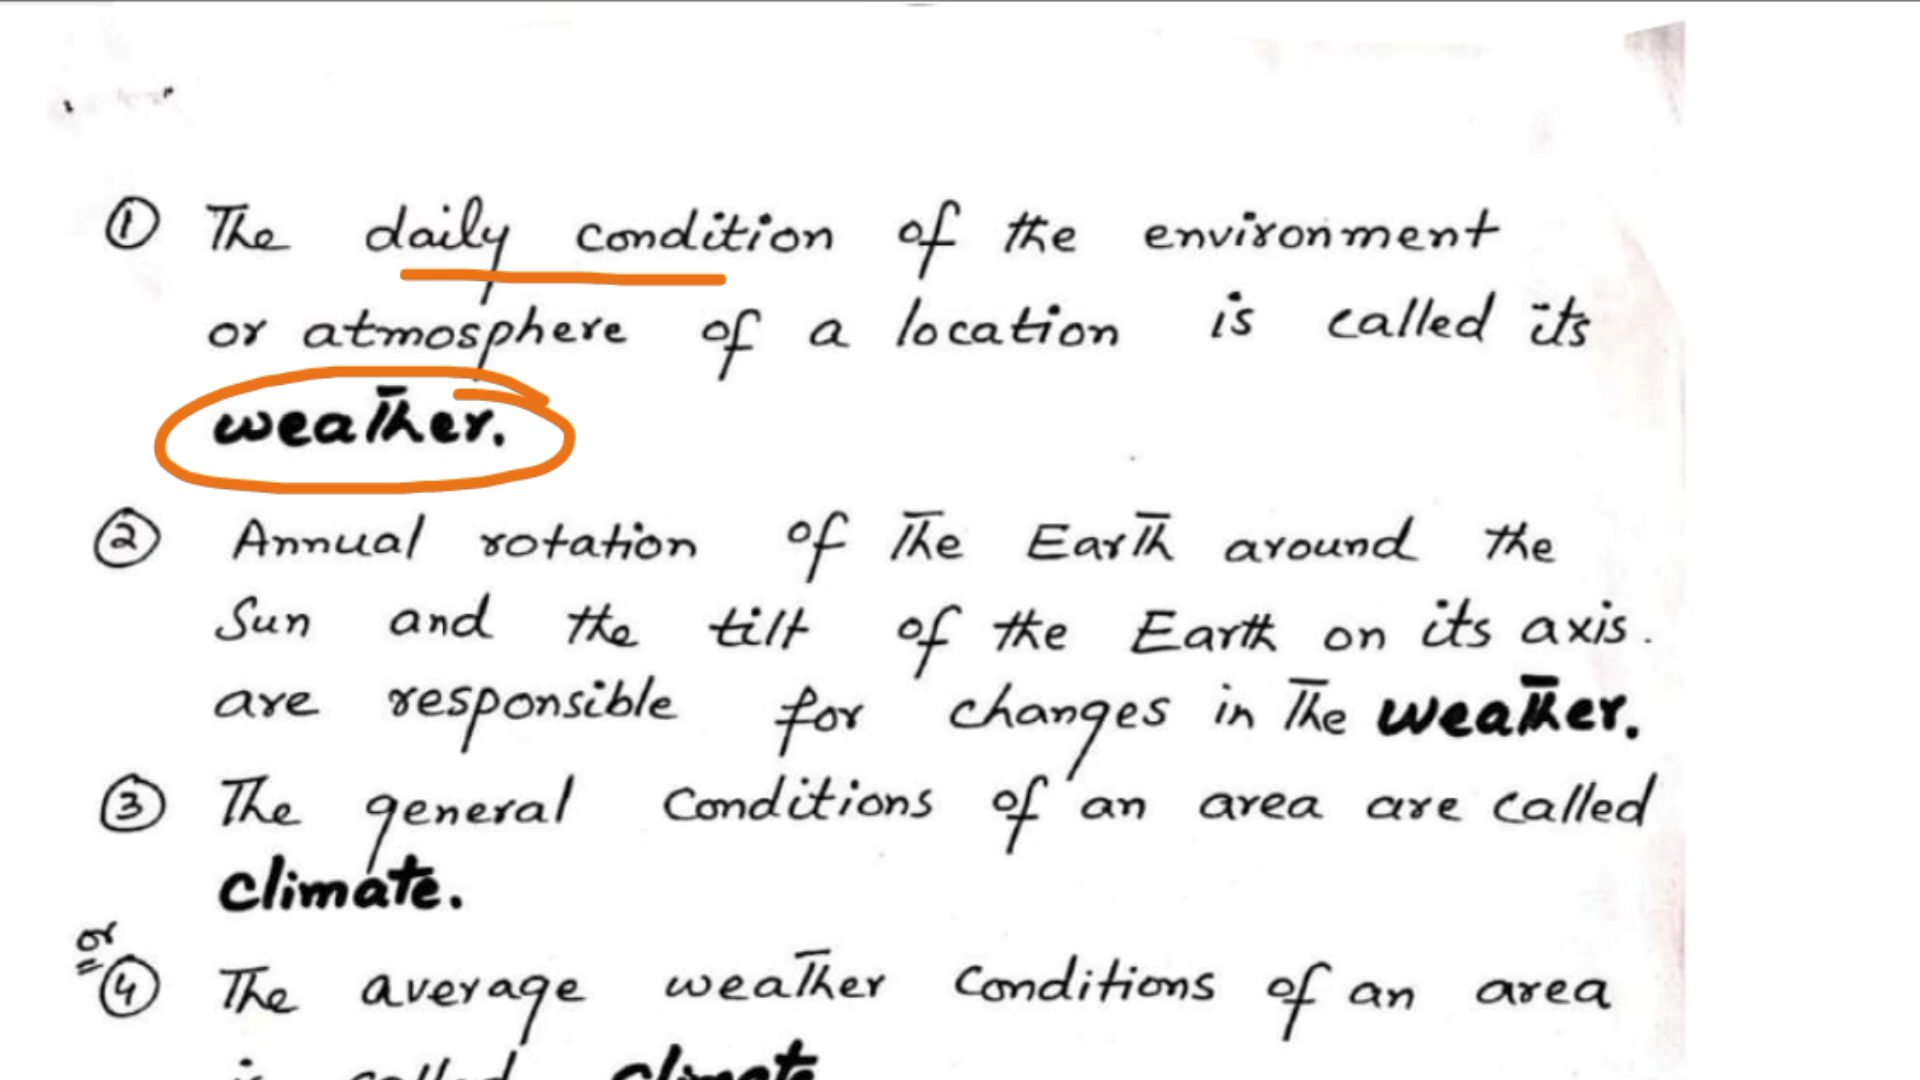 ① The daily condition of the environment
or atmosphere of a location is called its
weather.
② Annual rotation of the Earth around the
Sun and the tilt of the Earth on its axis.
are responsible for changes in the weather.
③ The general Conditions of an area are called
climate.
or
④ The average weather Conditions of an area
is called climate